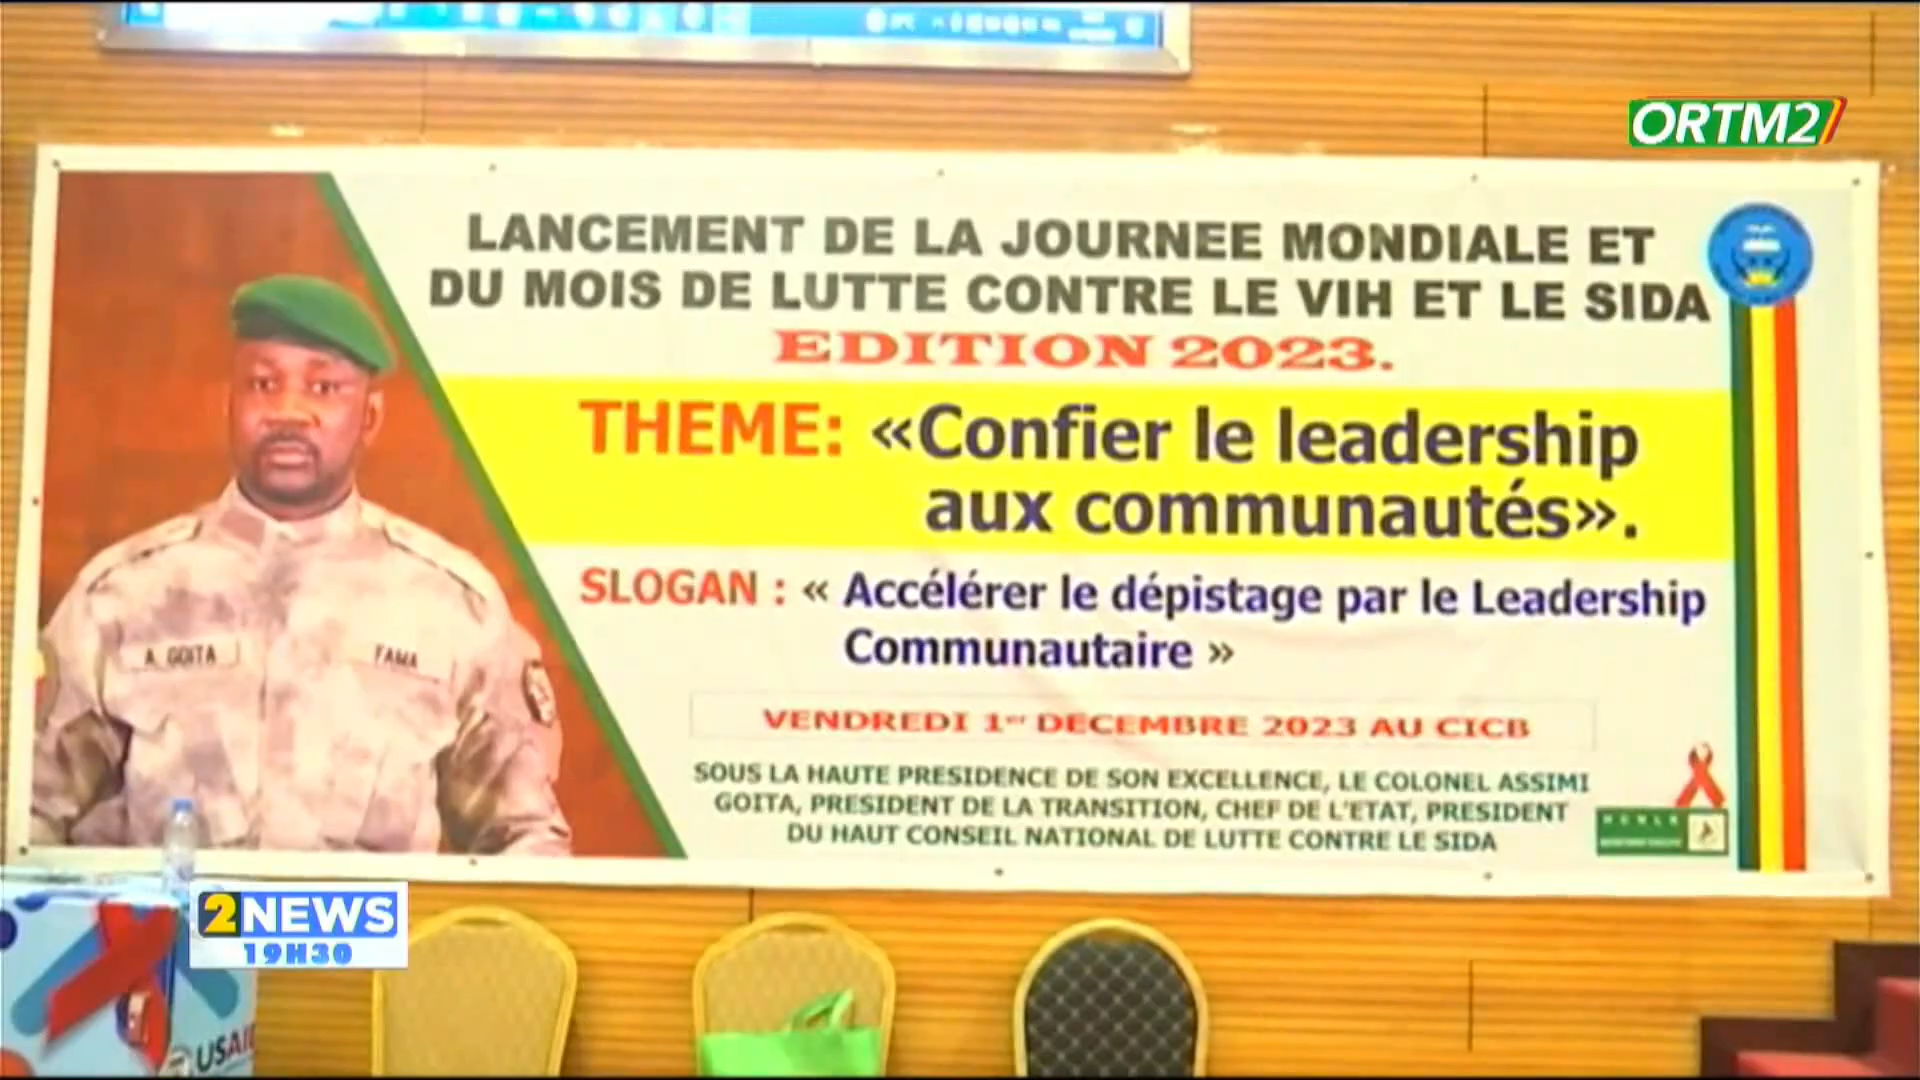 ORTM2
LANCEMENT DE LA JOURNEE MONDIALE ET
DU MOIS DE LUTTE CONTRE LE VIH ET LE SIDA
EDITION 2023.
THEME: «Confier le leadership
aux communautés».
SLOGAN : « Accélérer le dépistage par le Leadership
Communautaire »
A. GOITA
FAMA
VENDREDI 1er DECEMBRE 2023 AU CICB
SOUS LA HAUTE PRESIDENCE DE SON EXCELLENCE, LE COLONEL ASSIMI
GOITA, PRESIDENT DE LA TRANSITION, CHEF DE L'ETAT, PRESIDENT
DU HAUT CONSEIL NATIONAL DE LUTTE CONTRE LE SIDA
2NEWS
19H30
USAID